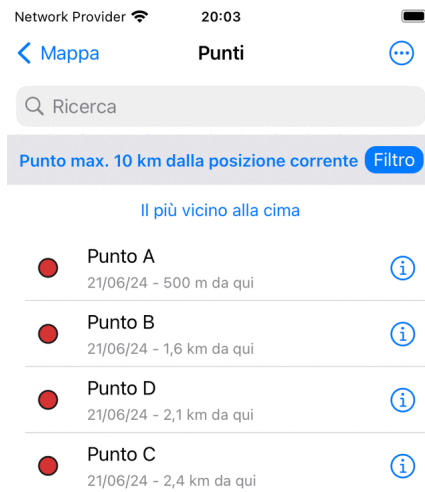 Network Provider 20:03
Mappa Punti
Ricerca
Punto max. 10 km dalla posizione corrente Filtro
Il più vicino alla cima
Punto A
21/06/24 - 500 m da qui
Punto B
21/06/24 - 1,6 km da qui
Punto D
21/06/24 - 2,1 km da qui
Punto C
21/06/24 - 2,4 km da qui